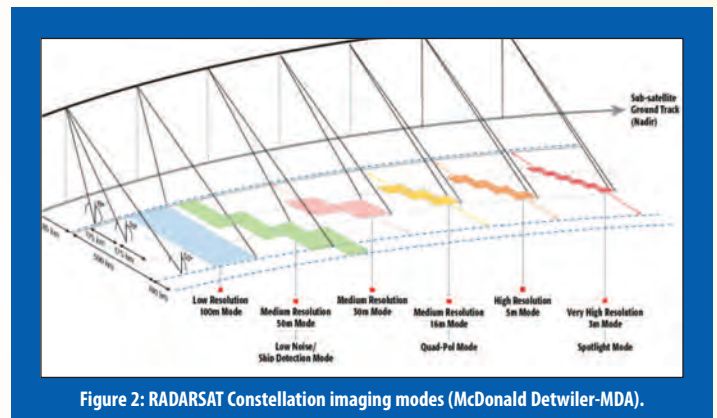 Sub-satellite
Ground Track
(Nadir)
500 km
Low Resolution
100m Mode
Medium Resolution
50m Mode
Low Noise/
Ship Detection Mode
Medium Resolution
30m Mode
Medium Resolution
16m Mode
Quad-Pol Mode
High Resolution
5m Mode
Very High Resolution
3m Mode
Spotlight Mode
Figure 2: RADARSAT Constellation imaging modes (McDonald Detwiler-MDA).